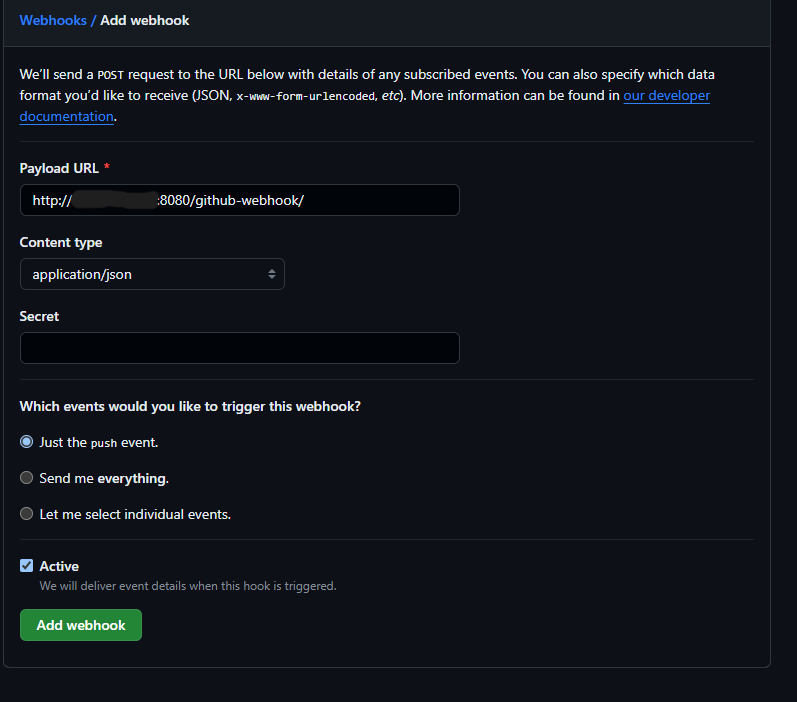 Webhooks / Add webhook
We’ll send a POST request to the URL below with details of any subscribed events. You can also specify which data
format you’d like to receive (JSON, x-www-form-urlencoded, etc). More information can be found in our developer
documentation.
Payload URL *
http:// :8080/github-webhook/
Content type
application/json
Secret
Which events would you like to trigger this webhook?
Just the push event.
Send me everything.
Let me select individual events.
Active
We will deliver event details when this hook is triggered.
Add webhook